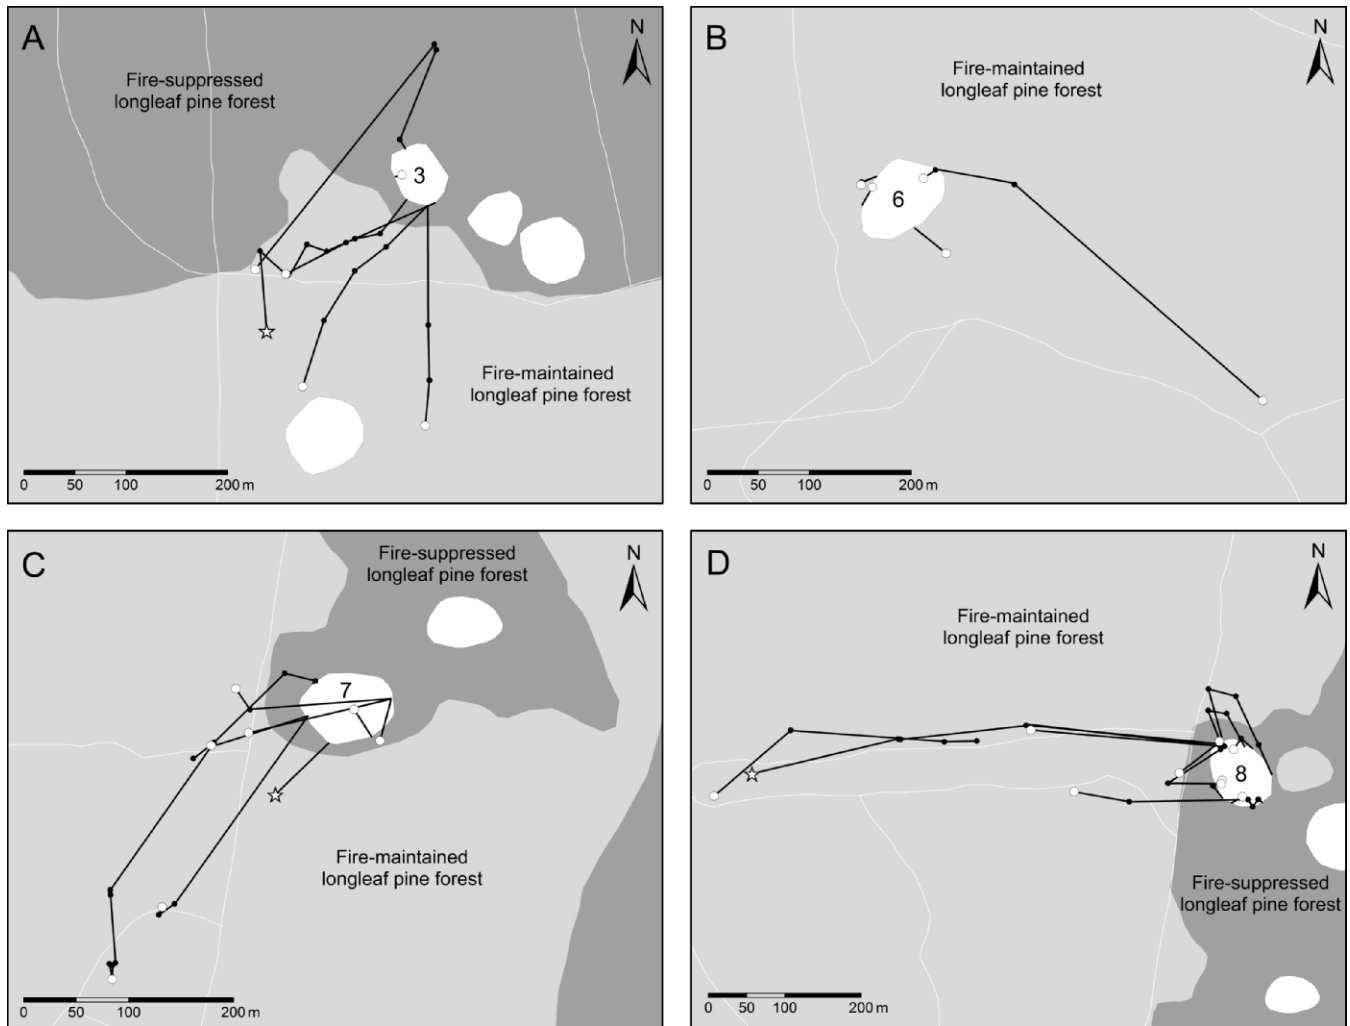 A
N
Fire-suppressed
longleaf pine forest
3
Fire-maintained
longleaf pine forest
0 50 100 200 m
B
N
Fire-maintained
longleaf pine forest
6
0 50 100 200 m
C
N
Fire-suppressed
longleaf pine forest
7
Fire-maintained
longleaf pine forest
0 50 100 200 m
D
N
Fire-maintained
longleaf pine forest
8
Fire-suppressed
longleaf pine forest
0 50 100 200 m